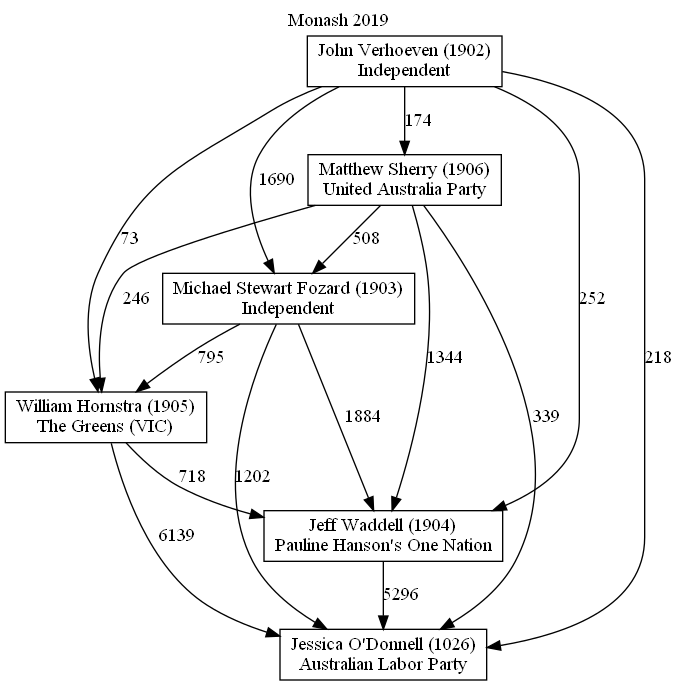 Monash 2019
John Verhoeven (1902)
Independent
174
Matthew Sherry (1906)
United Australia Party
1690
73
508
252
246
Michael Stewart Fozard (1903)
Independent
1344
218
795
William Hornstra (1905)
The Greens (VIC)
1884
339
718
1202
Jeff Waddell (1904)
Pauline Hanson's One Nation
6139
5296
Jessica O'Donnell (1026)
Australian Labor Party